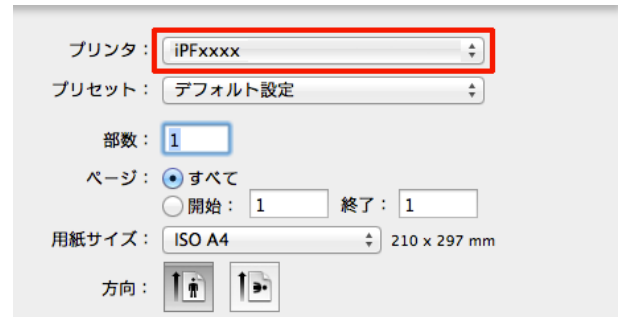 プリンタ： iPFxxxx
プリセット： デフォルト設定
部数： 1
ページ： すべて
開始： 1 終了： 1
用紙サイズ： ISO A4 210 x 297 mm
方向：